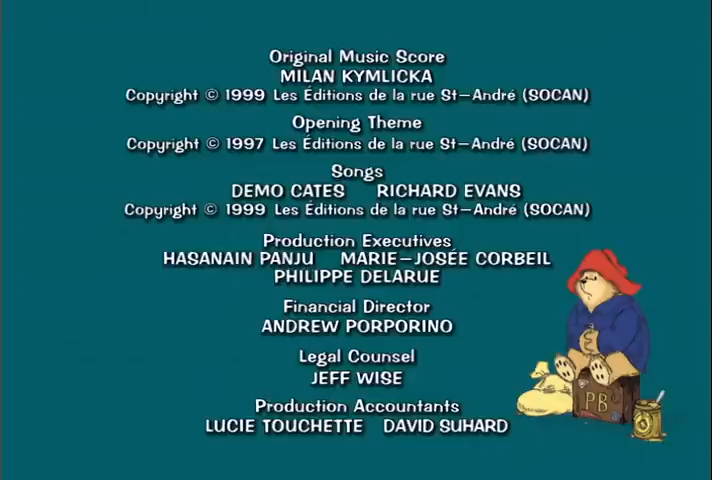 Original Music Score
MILAN KYMLICKA
Copyright © 1999 Les Éditions de la rue St-André (SOCAN)
Opening Theme
Copyright © 1997 Les Éditions de la rue St-André (SOCAN)
Songs
DEMO CATES RICHARD EVANS
Copyright © 1999 Les Éditions de la rue St-André (SOCAN)
Production Executives
HASANAIN PANJU MARIE-JOSÉE CORBEIL
PHILIPPE DELARUE
Financial Director
ANDREW PORPORINO
Legal Counsel
JEFF WISE
Production Accountants
LUCIE TOUCHETTE DAVID SUHARD
PB